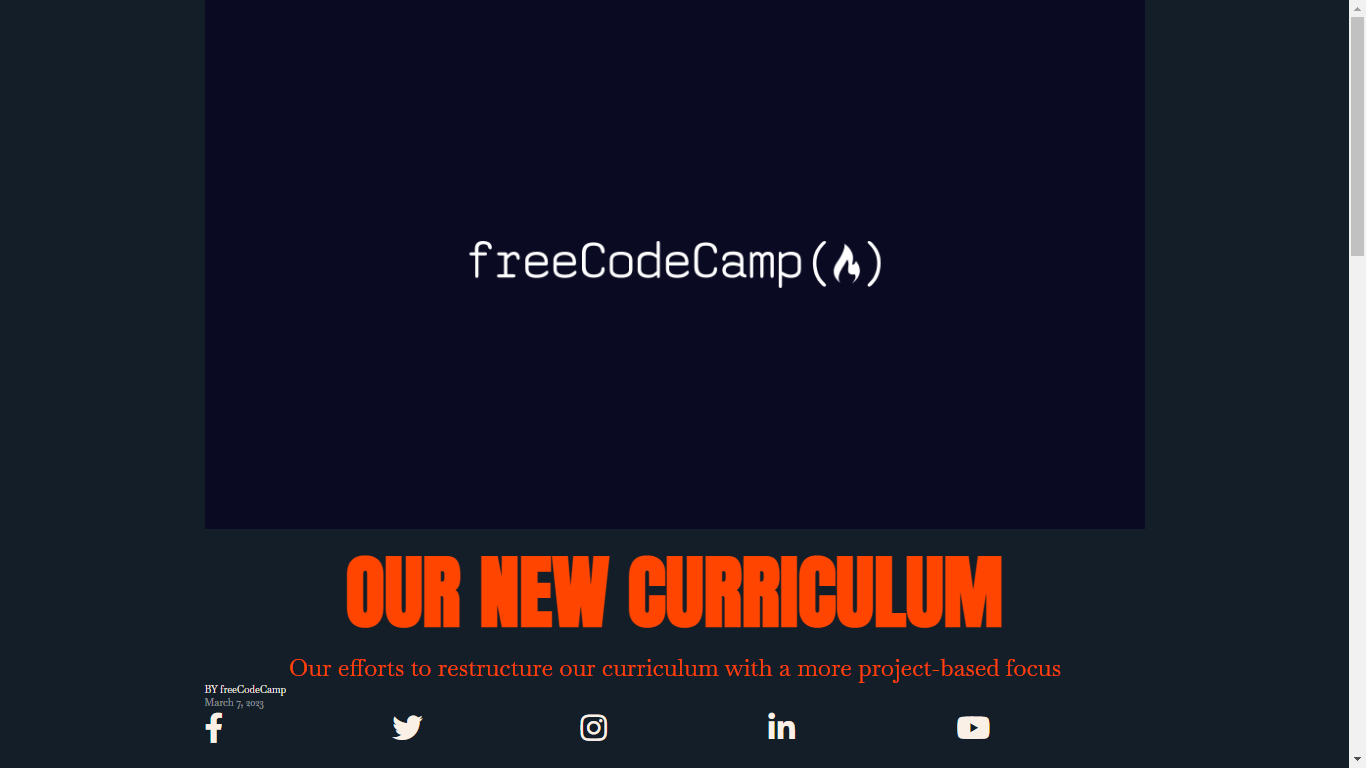 freeCodeCamp(🔥)
OUR NEW CURRICULUM
Our efforts to restructure our curriculum with a more project-based focus
BY freeCodeCamp
March 7, 2023